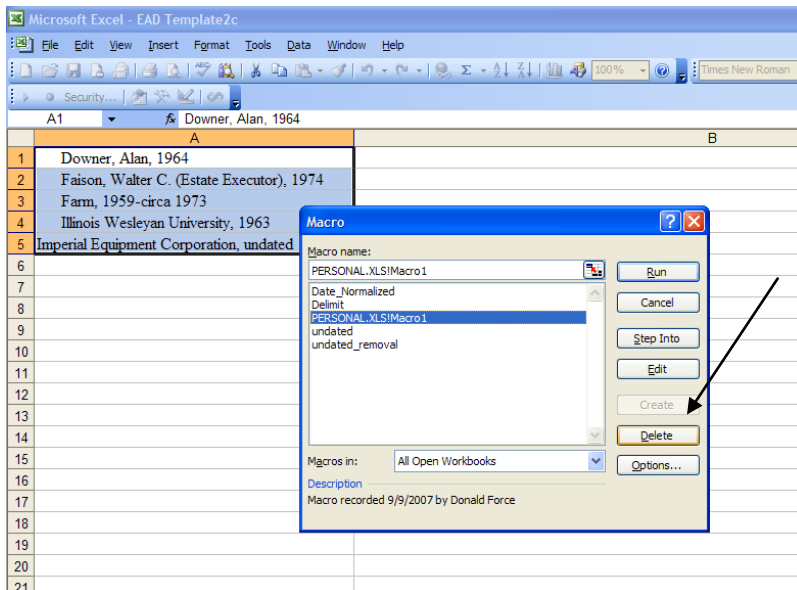 Microsoft Excel - EAD Template2c
File Edit View Insert Format Tools Data Window Help
100% Times New Roman
Security...
A1 fx Downer, Alan, 1964
A B
1 Downer, Alan, 1964
2 Faison, Walter C. (Estate Executor), 1974
3 Farm, 1959-circa 1973
4 Illinois Wesleyan University, 1963
5 Imperial Equipment Corporation, undated
6
7
8
9
10
11
12
13
14
15
16
17
18
19
20
21
Macro
Macro name:
PERSONAL.XLS!Macro1
Run
Date_Normalized
Delimit
PERSONAL.XLS!Macro1
undated
undated_removal
Cancel
Step Into
Edit
Create
Delete
Options...
Macros in: All Open Workbooks
Description
Macro recorded 9/9/2007 by Donald Force